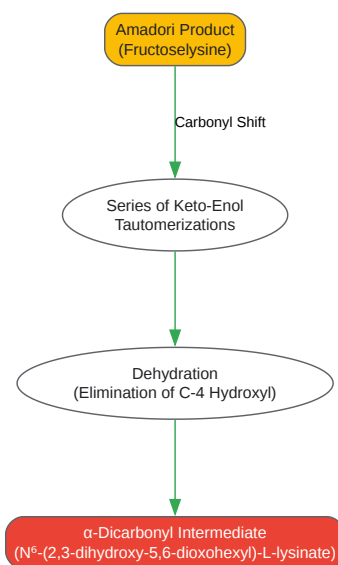 Amadori Product
(Fructoselysine)
Carbonyl Shift
Series of Keto-Enol
Tautomerizations
Dehydration
(Elimination of C-4 Hydroxyl)
α-Dicarbonyl Intermediate
(N⁶-(2,3-dihydroxy-5,6-dioxohexyl)-L-lysinate)